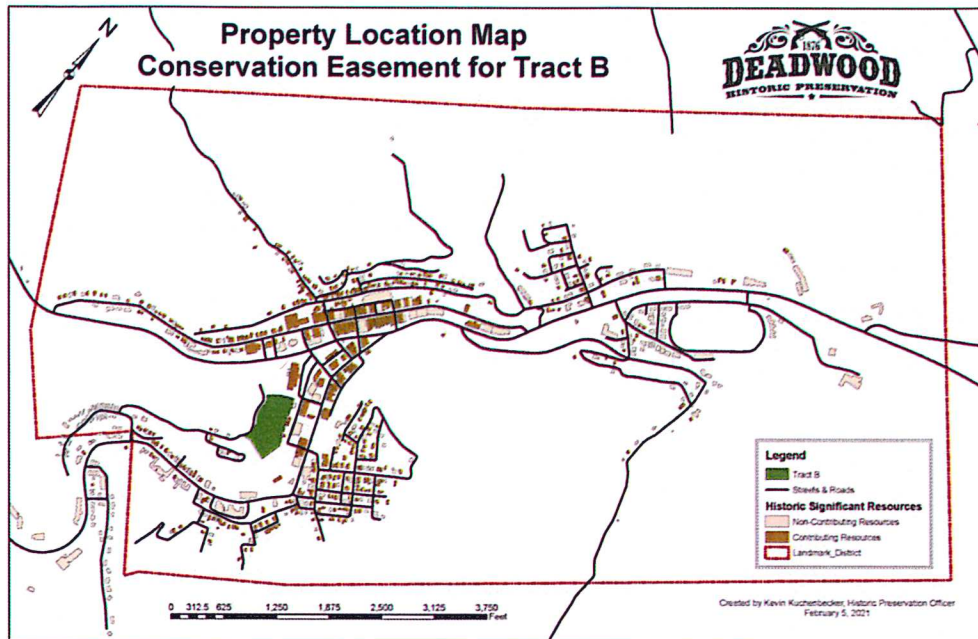 N
Property Location Map
Conservation Easement for Tract B
1876
DEADWOOD
HISTORIC PRESERVATION
Legend
Tract B
Streets & Roads
Historic Significant Resources
Non-Contributing Resources
Contributing Resources
Landmark_District
0 312.5 625 1,250 1,875 2,500 3,125 3,750
Feet
Created by Kevin Kuchenbecker, Historic Preservation Officer
February 5, 2021